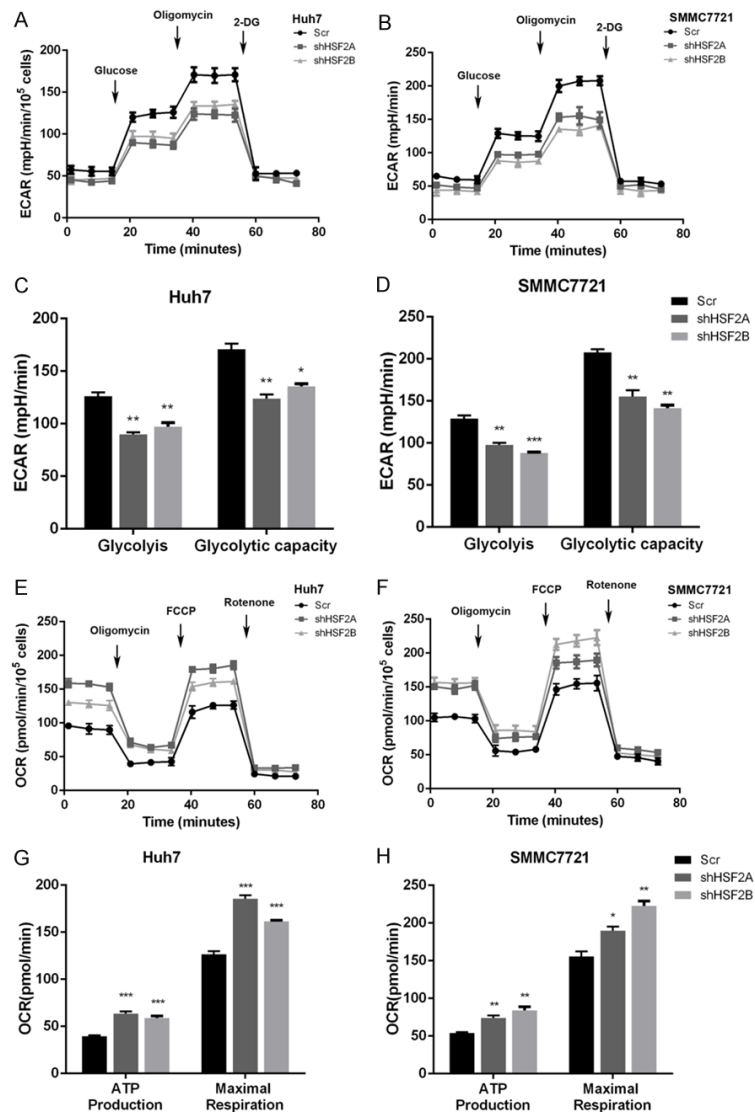 A
Huh7
Scr
shHSF2A
shHSF2B
Oligomycin
2-DG
Glucose
ECAR (mpH/min/10⁵ cells)
200
150
100
50
0
0 20 40 60 80
Time (minutes)
B
SMMC7721
Scr
shHSF2A
shHSF2B
Oligomycin
2-DG
Glucose
ECAR (mpH/min)
250
200
150
100
50
0
0 20 40 60 80
Time (minutes)
C
Huh7
ECAR (mpH/min)
200
150
100
50
0
** ** ** *
Glycolyis Glycolytic capacity
D
SMMC7721
Scr
shHSF2A
shHSF2B
ECAR (mpH/min)
250
200
150
100
50
0
** *** ** **
Glycolysis Glycolytic capacity
E
Huh7
Scr
shHSF2A
shHSF2B
FCCP
Rotenone
Oligomycin
OCR (pmol/min/10⁵ cells)
250
200
150
100
50
0
0 20 40 60 80
Time (minutes)
F
SMMC7721
Scr
shHSF2A
shHSF2B
Rotenone
FCCP
Oligomycin
OCR (pmol/min/10⁵ cells)
250
200
150
100
50
0
0 20 40 60 80
Time (minutes)
G
Huh7
OCR(pmol/min)
200
150
100
50
0
*** *** *** ***
ATP Maximal
Production Respiration
H
SMMC7721
Scr
shHSF2A
shHSF2B
OCR(pmol/min)
250
200
150
100
50
0
** ** * **
ATP Maximal
Production Respiration